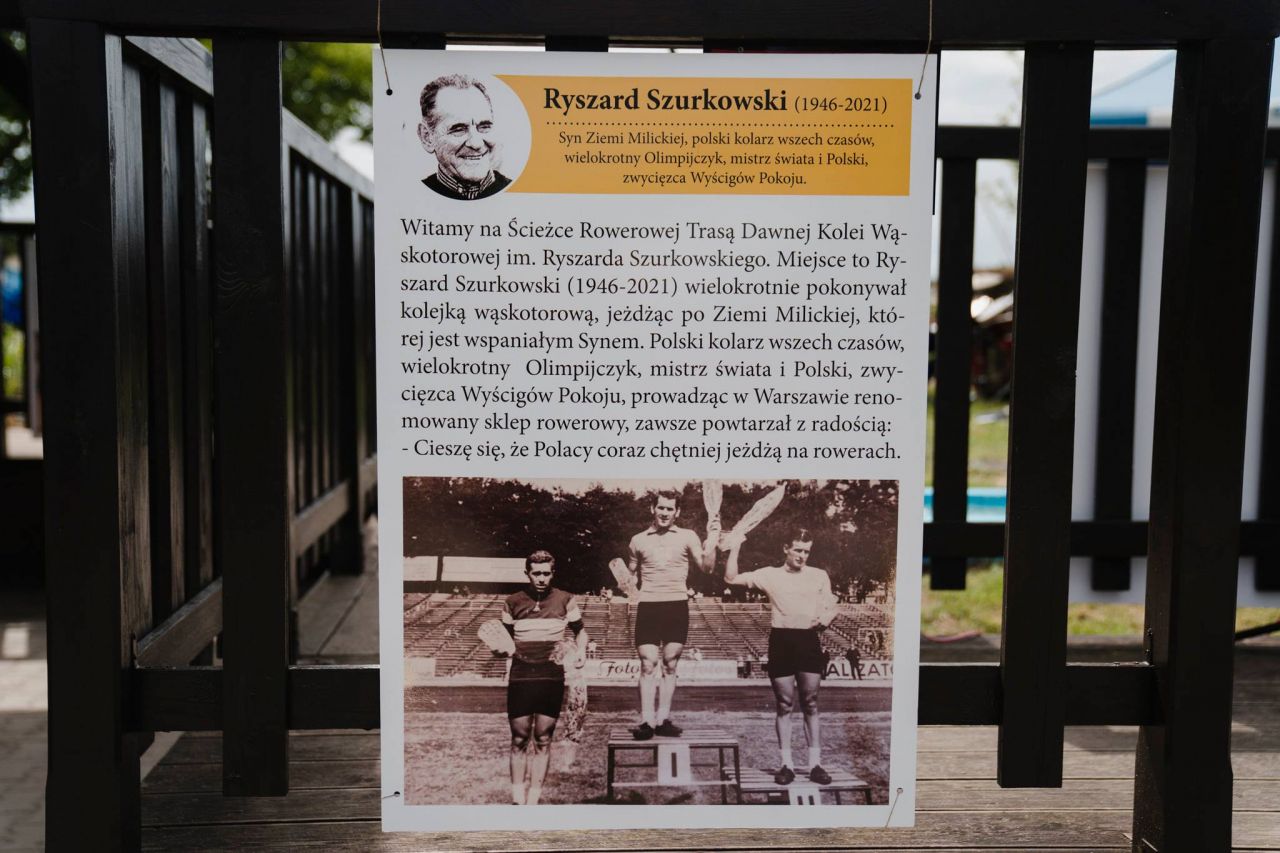 Ryszard Szurkowski (1946-2021)
Syn Ziemi Milickiej, polski kolarz wszech czasów,
wielokrotny Olimpijczyk, mistrz świata i Polski,
zwycięzca Wyścigów Pokoju.
Witamy na Ścieżce Rowerowej Trasą Dawnej Kolei Wą-
skotorowej im. Ryszarda Szurkowskiego. Miejsce to Ry-
szard Szurkowski (1946-2021) wielokrotnie pokonywał
kolejką wąskotorową, jeżdżąc po Ziemi Milickiej, któ-
rej jest wspaniałym Synem. Polski kolarz wszech czasów,
wielokrotny Olimpijczyk, mistrz świata i Polski, zwy-
cięzca Wyścigów Pokoju, prowadząc w Warszawie reno-
mowany sklep rowerowy, zawsze powtarzał z radością:
- Cieszę się, że Polacy coraz chętniej jeżdżą na rowerach.
Foto
I